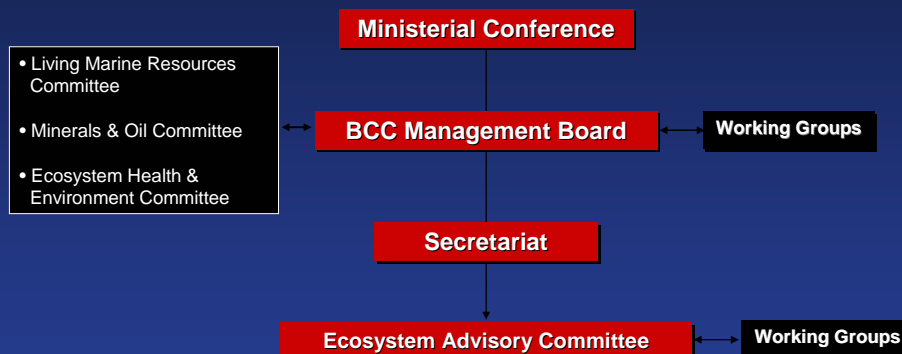 Ministerial Conference
• Living Marine Resources
Committee
• Minerals & Oil Committee
• Ecosystem Health &
Environment Committee
BCC Management Board
Working Groups
Secretariat
Ecosystem Advisory Committee
Working Groups